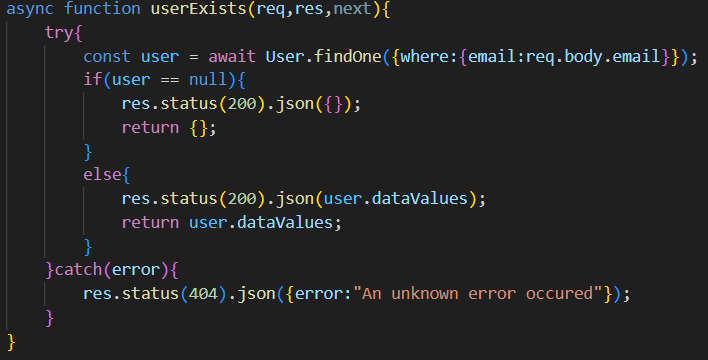 async function userExists(req,res,next){
try{
const user = await User.findOne({where:{email:req.body.email}});
if(user == null){
res.status(200).json({});
return {};
}
else{
res.status(200).json(user.dataValues);
return user.dataValues;
}
}catch(error){
res.status(404).json({error:"An unknown error occured"});
}
}